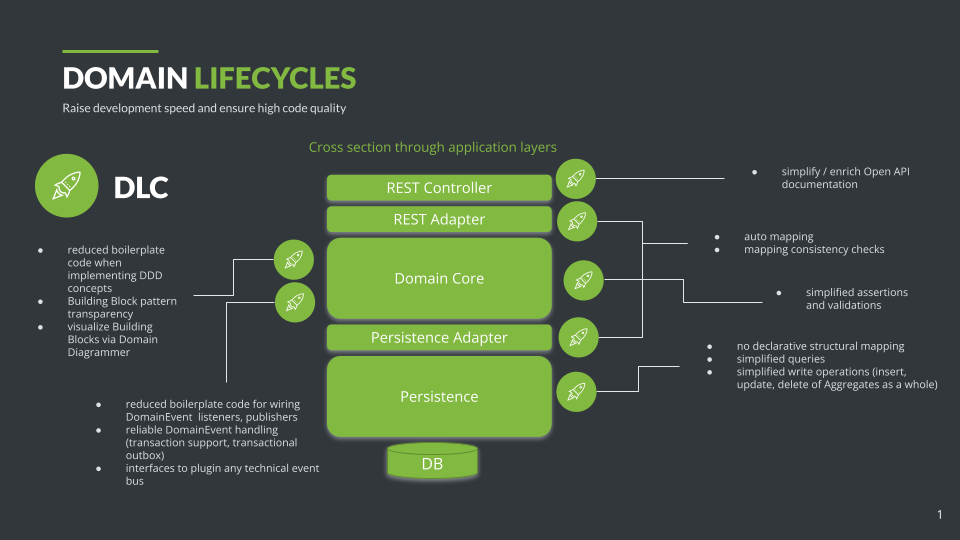 DOMAIN LIFECYCLES
Raise development speed and ensure high code quality
Cross section through application layers
DLC
REST Controller
REST Adapter
Domain Core
Persistence Adapter
Persistence
DB
● reduced boilerplate
code when
implementing DDD
concepts
● Building Block pattern
transparency
● visualize Building
Blocks via Domain
Diagrammer
● reduced boilerplate code for wiring
DomainEvent listeners, publishers
● reliable DomainEvent handling
(transaction support, transactional
outbox)
● interfaces to plugin any technical event
bus
● simplify / enrich Open API
documentation
● auto mapping
● mapping consistency checks
● simplified assertions
and validations
● no declarative structural mapping
● simplified queries
● simplified write operations (insert,
update, delete of Aggregates as a whole)
1